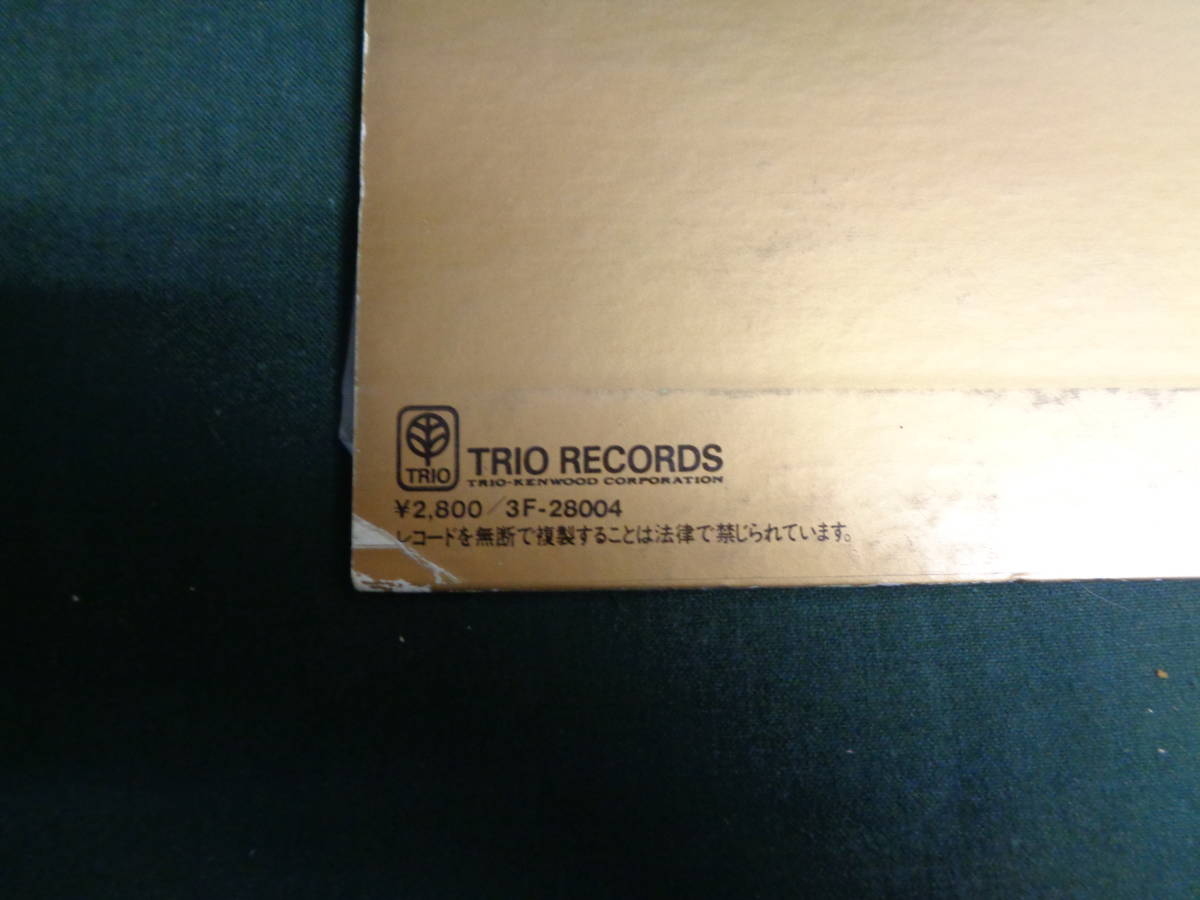 TRIO
TRIO RECORDS
TRIO-KENWOOD CORPORATION
¥2,800/3F-28004
レコードを無断で複製することは法律で禁じられています。